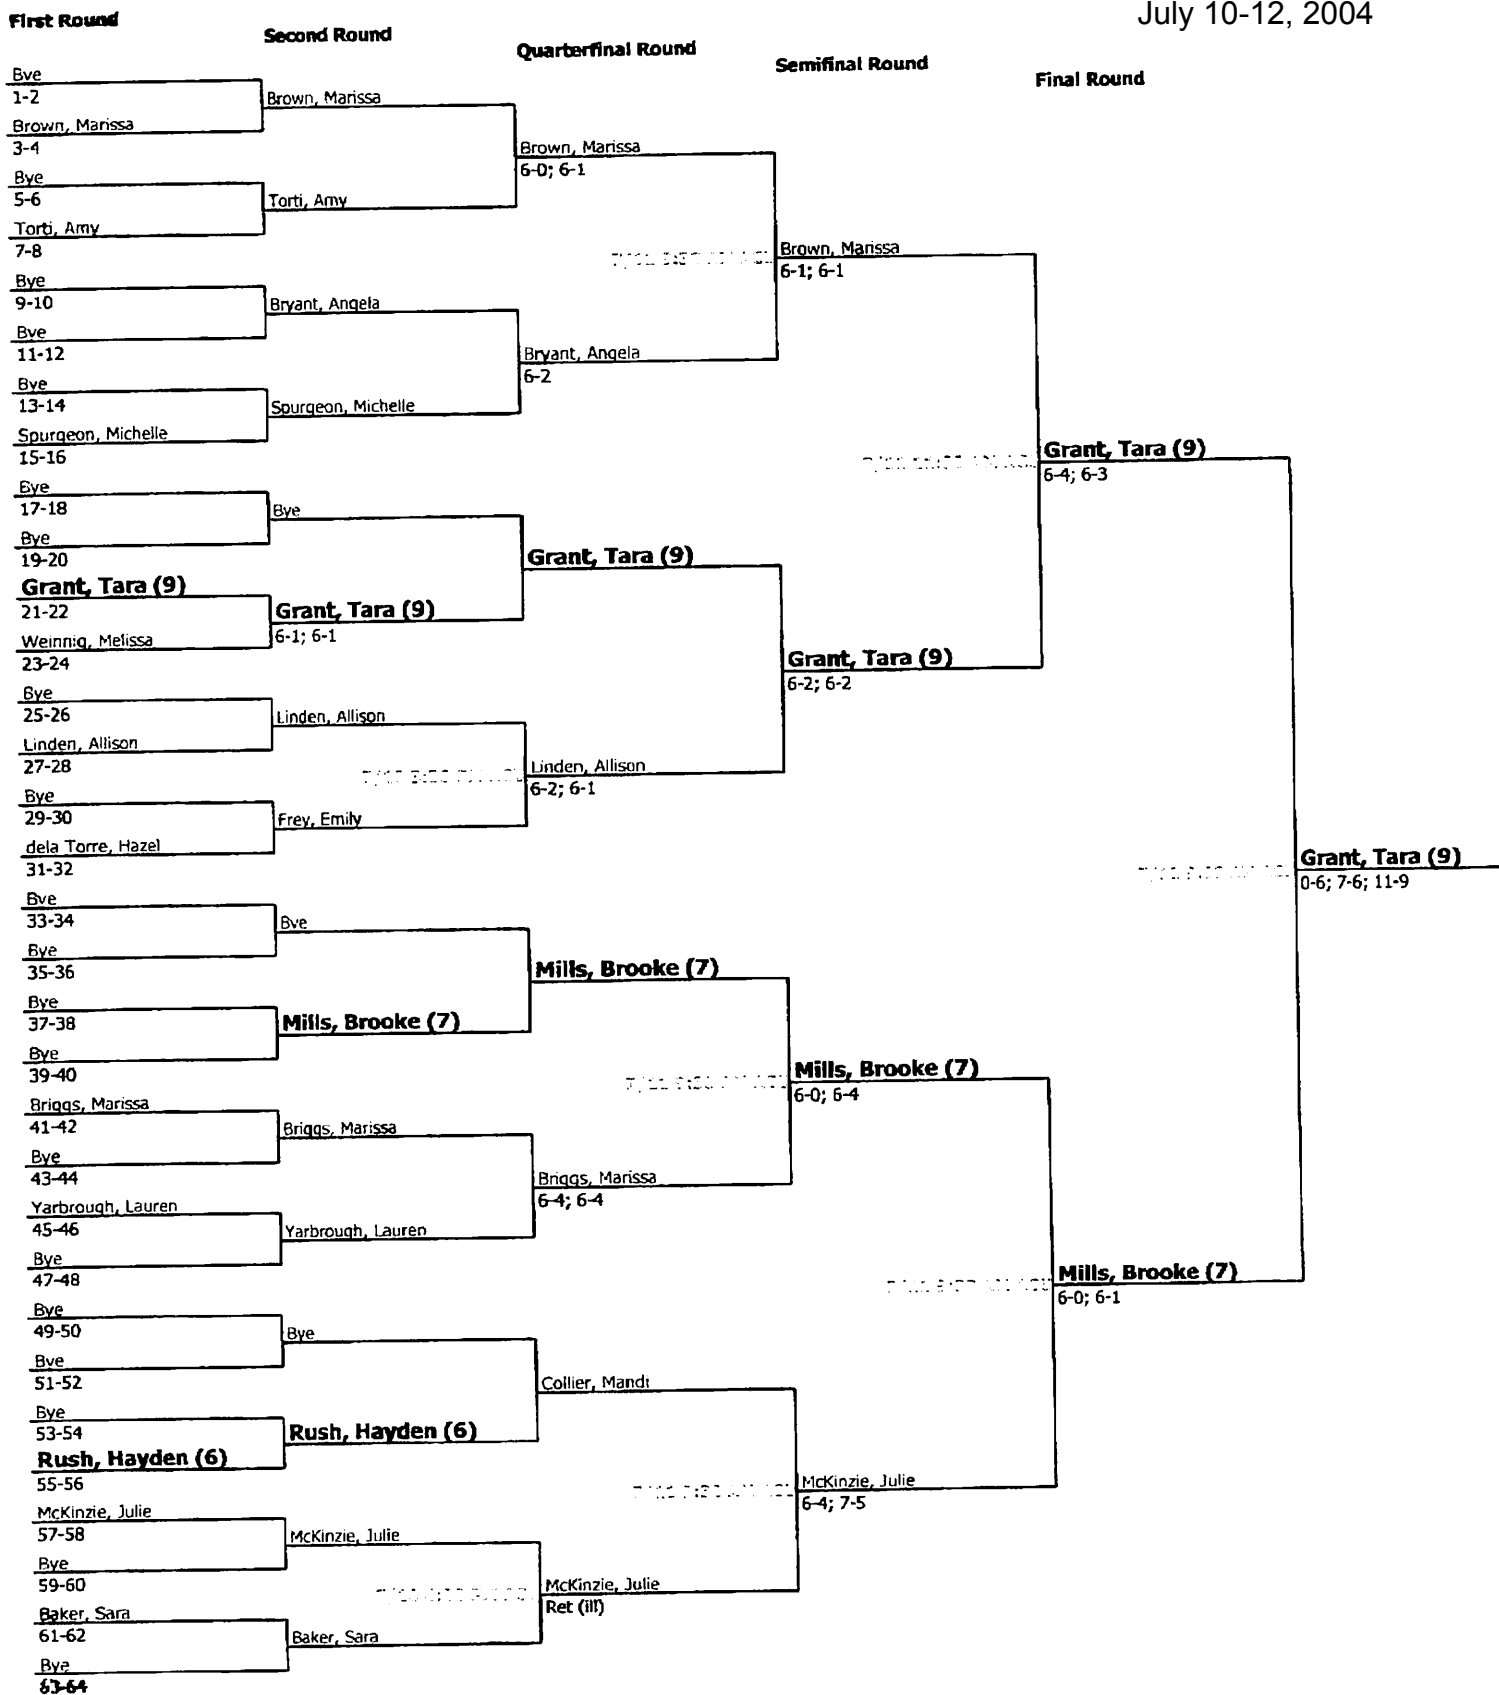 July 10-12, 2004
First Round
Second Round
Quarterfinal Round
Semifinal Round
Final Round
Bye
1-2
Brown, Marissa
3-4
Bye
5-6
Torti, Amy
7-8
Bye
9-10
Bye
11-12
Bye
13-14
Spurgeon, Michelle
15-16
Bye
17-18
Bye
19-20
Grant, Tara (9)
21-22
Weinnig, Melissa
23-24
Bye
25-26
Linden, Allison
27-28
Bye
29-30
dela Torre, Hazel
31-32
Bye
33-34
Bye
35-36
Bye
37-38
Bye
39-40
Briggs, Marissa
41-42
Bye
43-44
Yarbrough, Lauren
45-46
Bye
47-48
Bye
49-50
Bye
51-52
Bye
53-54
Rush, Hayden (6)
55-56
McKinzie, Julie
57-58
Bye
59-60
Baker, Sara
61-62
Bye
63-64
Brown, Marissa
Torti, Amy
Bryant, Angela
Spurgeon, Michelle
Bye
Grant, Tara (9)
6-1; 6-1
Linden, Allison
Frey, Emily
Bye
Mills, Brooke (7)
Briggs, Marissa
Yarbrough, Lauren
Bye
Rush, Hayden (6)
McKinzie, Julie
Baker, Sara
Brown, Marissa
6-0; 6-1
Bryant, Angela
6-2
Grant, Tara (9)
Linden, Allison
6-2; 6-1
Mills, Brooke (7)
Briggs, Marissa
6-4; 6-4
Collier, Mandi
McKinzie, Julie
Ret (ill)
Brown, Marissa
6-1; 6-1
Grant, Tara (9)
6-2; 6-2
Mills, Brooke (7)
6-0; 6-4
McKinzie, Julie
6-4; 7-5
Grant, Tara (9)
6-4; 6-3
Mills, Brooke (7)
6-0; 6-1
Grant, Tara (9)
0-6; 7-6; 11-9